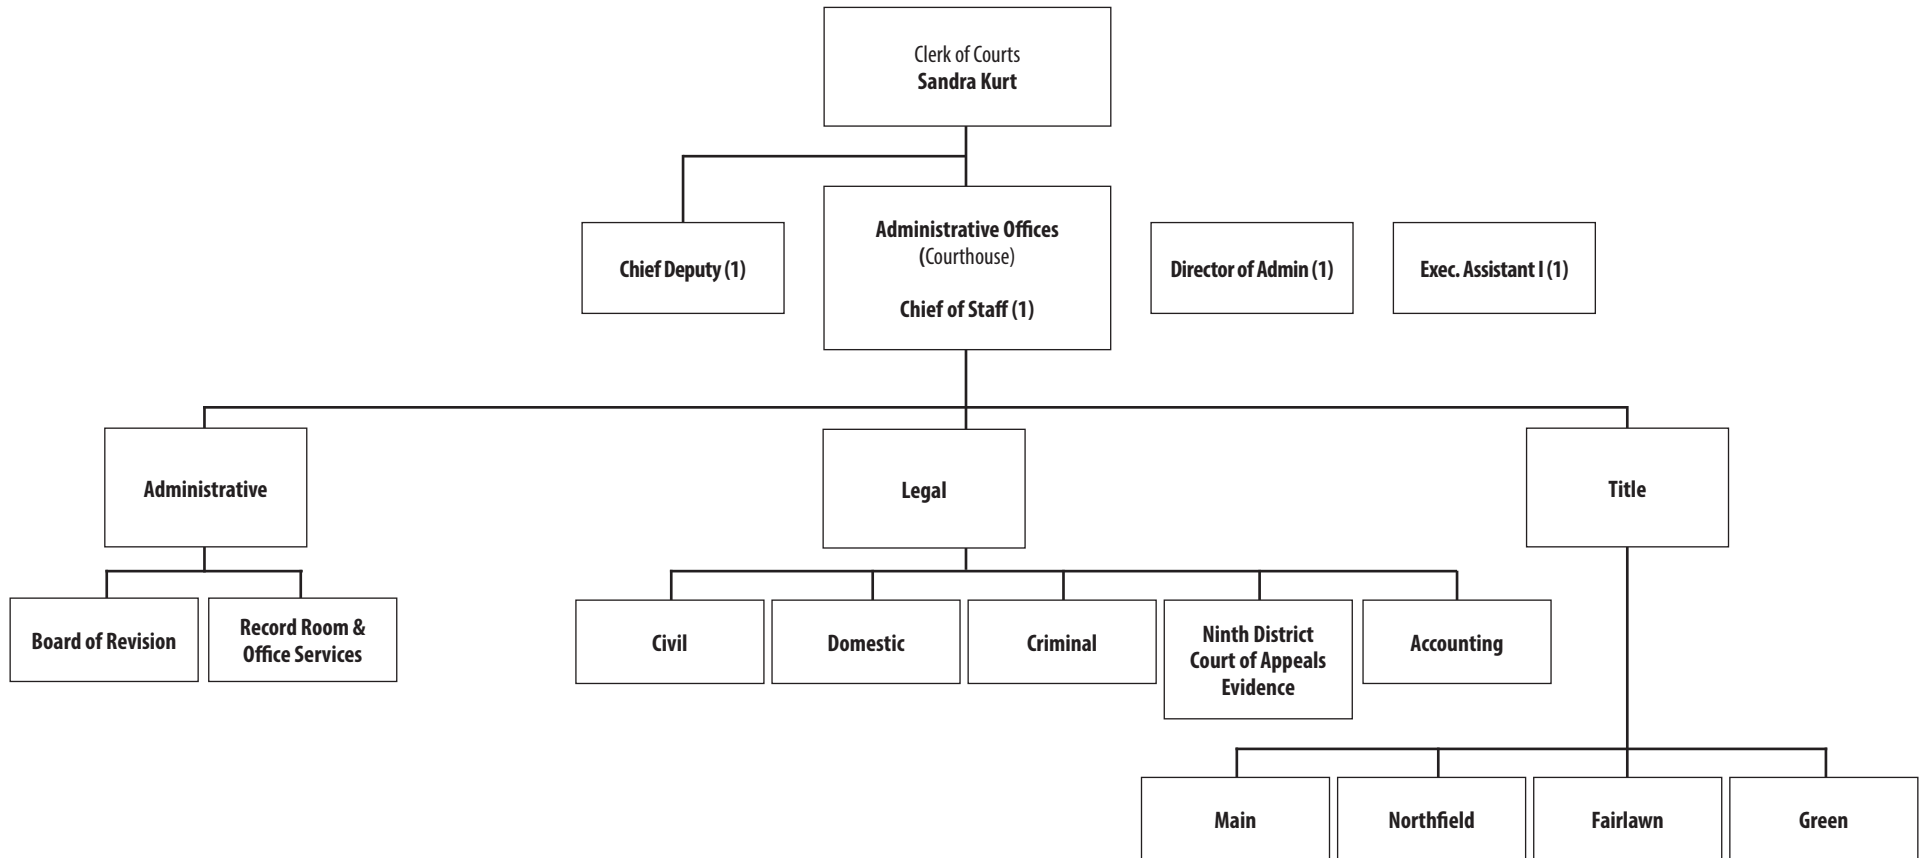 Clerk of Courts
Sandra Kurt
Chief Deputy (1)
Administrative Offices
(Courthouse)
Chief of Staff (1)
Director of Admin (1)
Exec. Assistant I (1)
Administrative
Legal
Title
Board of Revision
Record Room &
Office Services
Civil
Domestic
Criminal
Ninth District
Court of Appeals
Evidence
Accounting
Main
Northfield
Fairlawn
Green